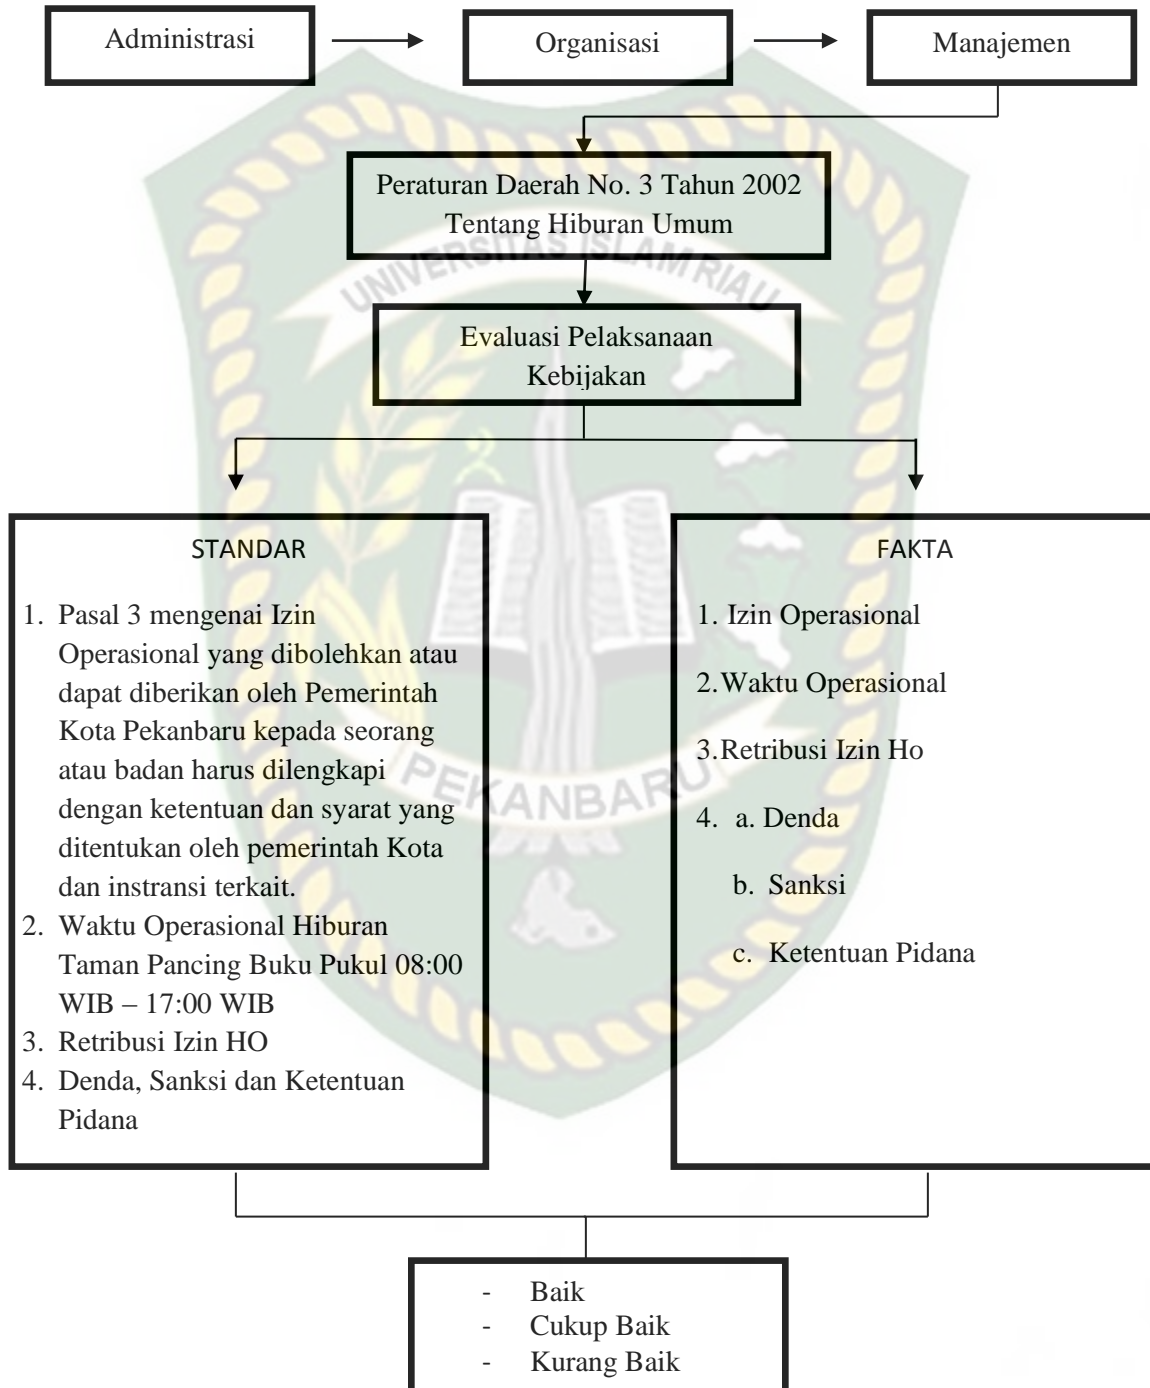 Administrasi
Organisasi
Manajemen
Peraturan Daerah No. 3 Tahun 2002
Tentang Hiburan Umum
UNIVERSITAS ISLAM RIAU
Evaluasi Pelaksanaan
Kebijakan
STANDAR
1. Pasal 3 mengenai Izin
Operasional yang dibolehkan atau
dapat diberikan oleh Pemerintah
Kota Pekanbaru kepada seorang
atau badan harus dilengkapi
dengan ketentuan dan syarat yang
ditentukan oleh pemerintah Kota
dan instransi terkait.
2. Waktu Operasional Hiburan
Taman Pancing Buku Pukul 08:00
WIB – 17:00 WIB
3. Retribusi Izin HO
4. Denda, Sanksi dan Ketentuan
Pidana
PEKANBARU
FAKTA
1. Izin Operasional
2.Waktu Operasional
3.Retribusi Izin Ho
4. a. Denda
b. Sanksi
c. Ketentuan Pidana
- Baik
- Cukup Baik
- Kurang Baik